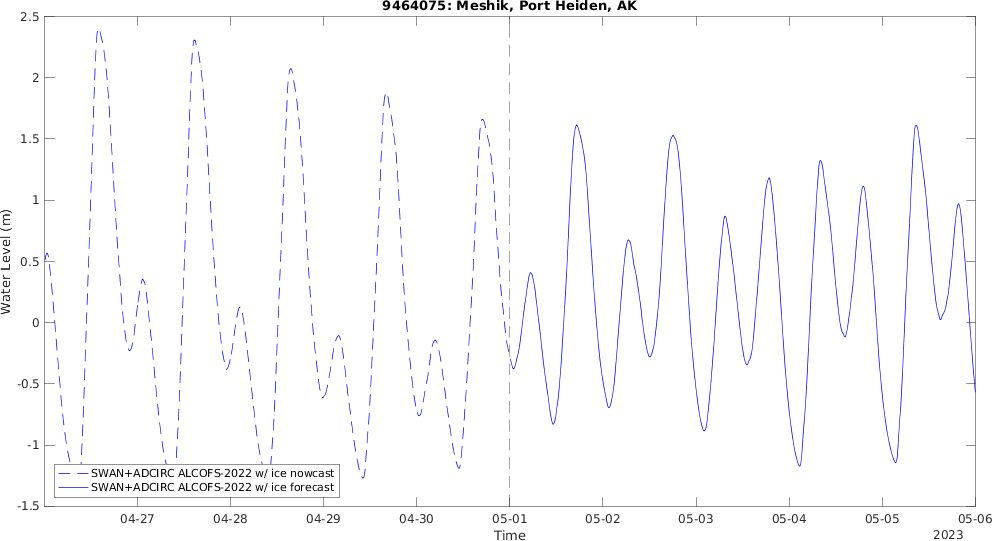 9464075: Meshik, Port Heiden, AK
2.5
2
1.5
1
0.5
0
-0.5
-1
-1.5
Water Level (m)
SWAN+ADCIRC ALCOFS-2022 w/ ice nowcast
SWAN+ADCIRC ALCOFS-2022 w/ ice forecast
04-27 04-28 04-29 04-30 05-01 05-02 05-03 05-04 05-05 05-06
Time
2023